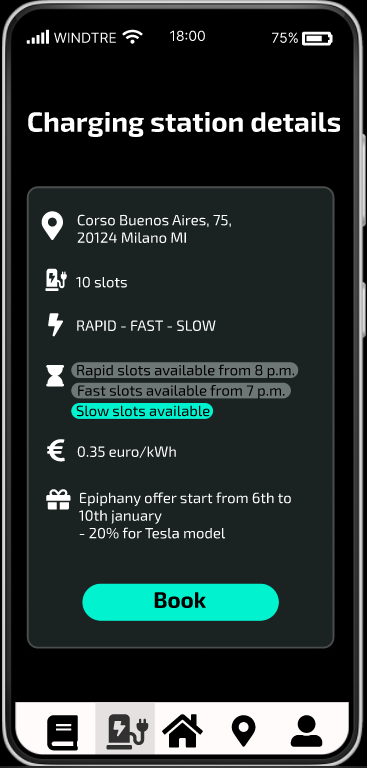 WINDTRE 18:00 75%
Charging station details
Corso Buenos Aires, 75,
20124 Milano MI
10 slots
RAPID - FAST - SLOW
Rapid slots available from 8 p.m.
Fast slots available from 7 p.m.
Slow slots available
0.35 euro/kWh
Epiphany offer start from 6th to
10th january
- 20% for Tesla model
Book